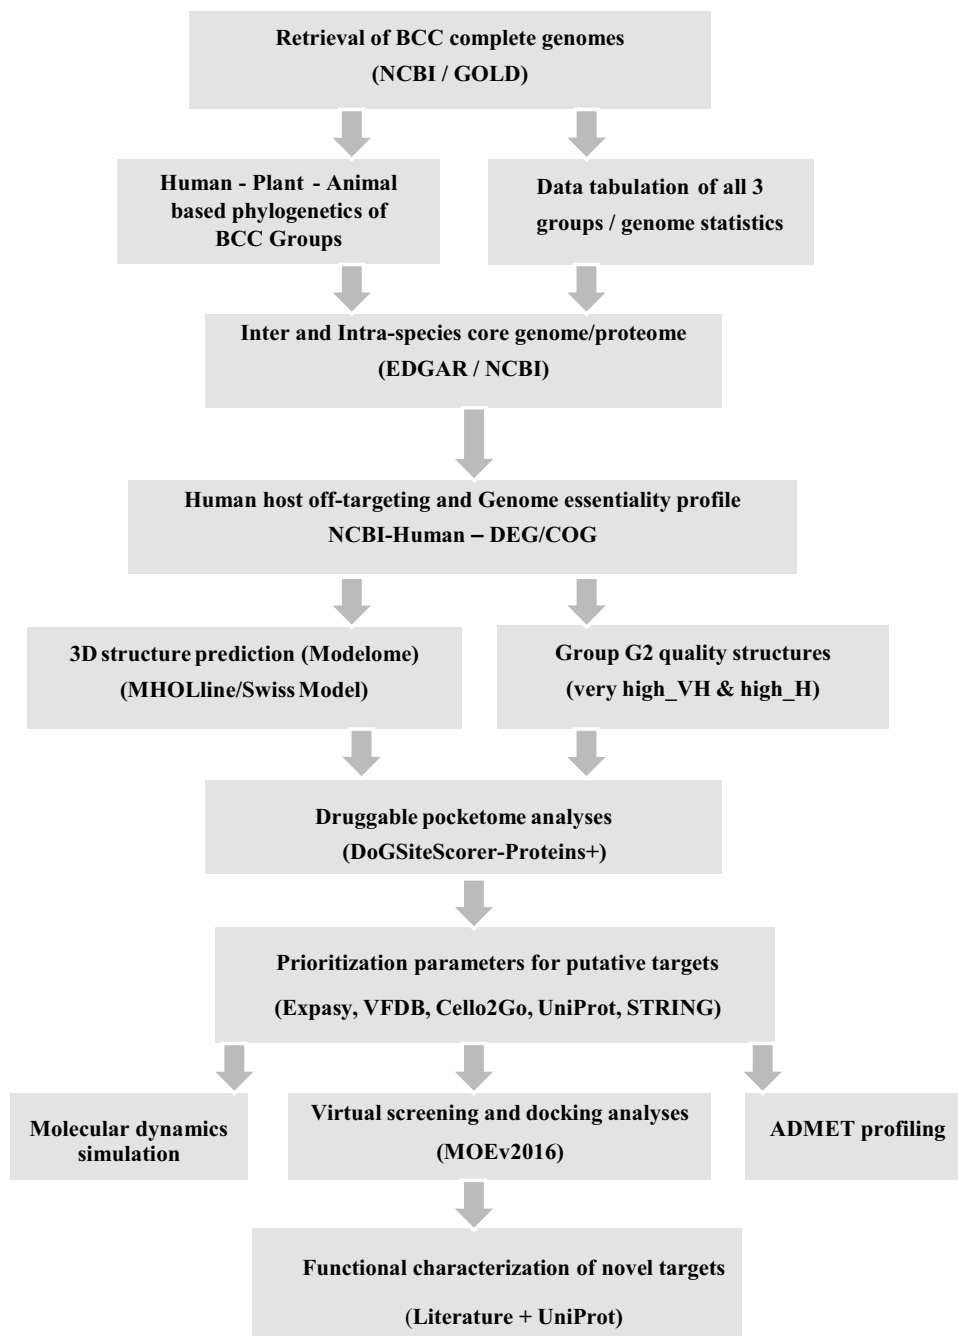 Retrieval of BCC complete genomes
(NCBI / GOLD)
Human - Plant - Animal
based phylogenetics of
BCC Groups
Data tabulation of all 3
groups / genome statistics
Inter and Intra-species core genome/proteome
(EDGAR / NCBI)
Human host off-targeting and Genome essentiality profile
NCBI-Human – DEG/COG
3D structure prediction (Modelome)
(MHOLline/Swiss Model)
Group G2 quality structures
(very high_VH & high_H)
Druggable pocketome analyses
(DoGSiteScorer-Proteins+)
Prioritization parameters for putative targets
(Expasy, VFDB, Cello2Go, UniProt, STRING)
Molecular dynamics
simulation
Virtual screening and docking analyses
(MOEv2016)
ADMET profiling
Functional characterization of novel targets
(Literature + UniProt)